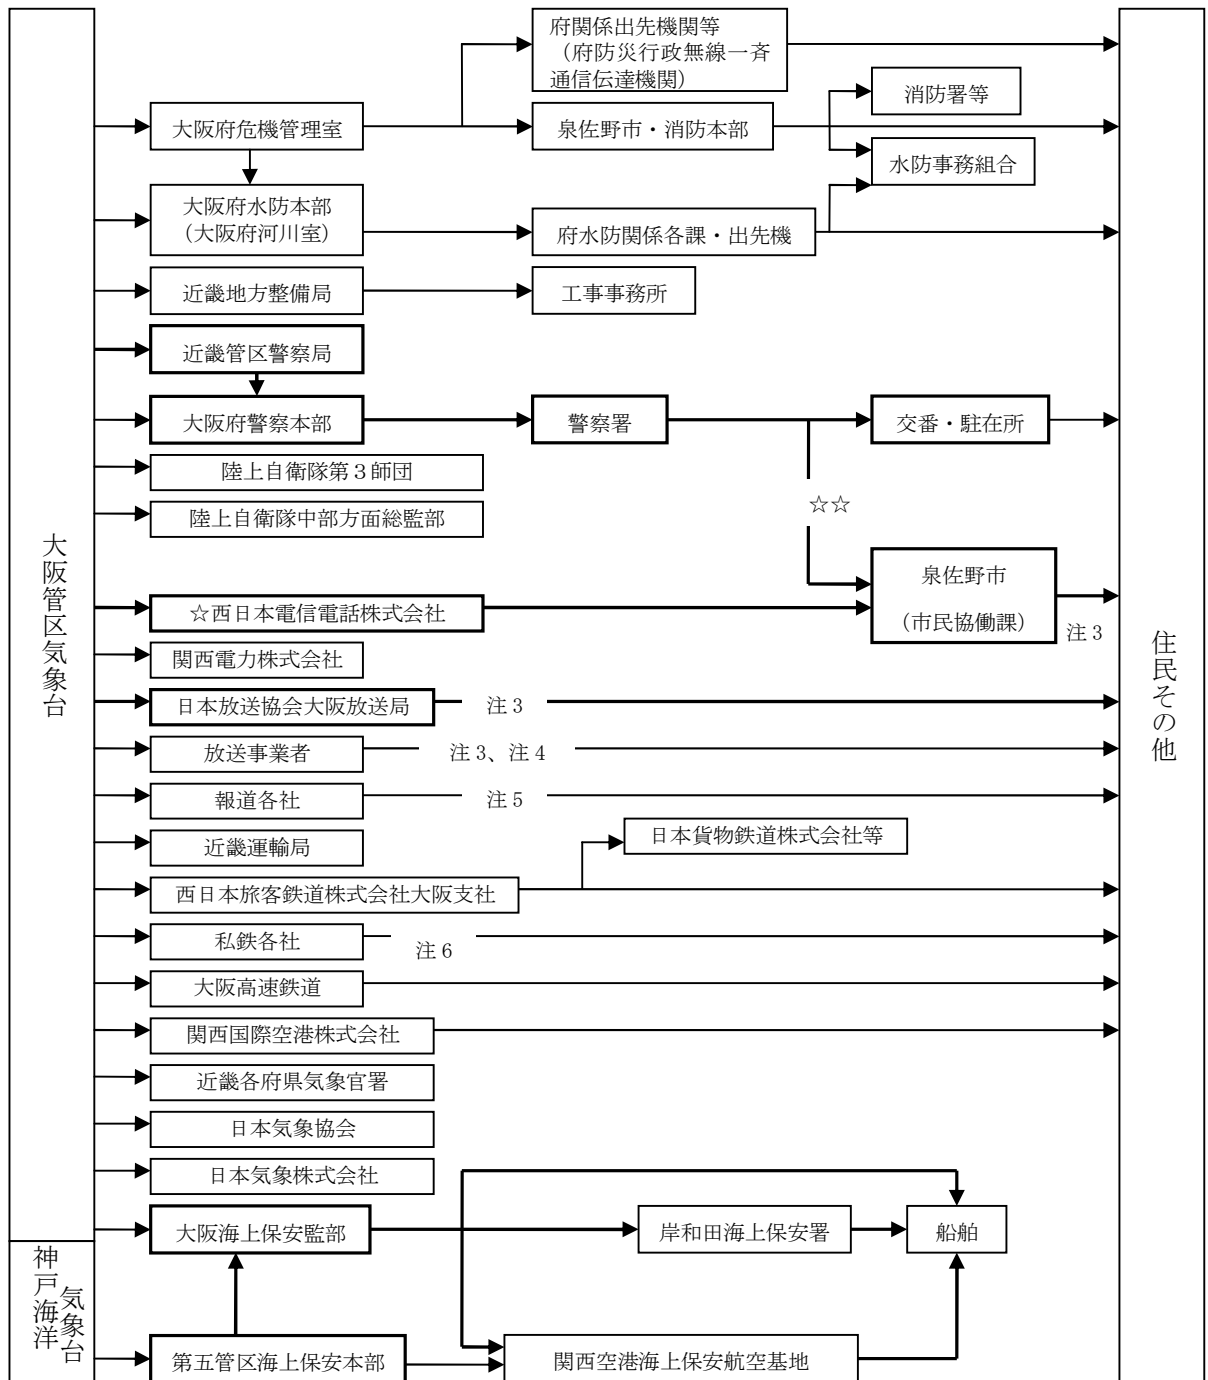 府関係出先機関等
（府防災行政無線一斉
通信伝達機関）
消防署等
大阪府危機管理室
泉佐野市・消防本部
水防事務組合
大阪府水防本部
（大阪府河川室）
府水防関係各課・出先機
近畿地方整備局
工事事務所
近畿管区警察局
大阪府警察本部
警察署
交番・駐在所
陸上自衛隊第３師団
陸上自衛隊中部方面総監部
☆☆
大阪管区気象台
泉佐野市
（市民協働課）
☆西日本電信電話株式会社
注３
住民その他
関西電力株式会社
日本放送協会大阪放送局
注３
放送事業者
注３、注４
報道各社
注５
日本貨物鉄道株式会社等
近畿運輸局
西日本旅客鉄道株式会社大阪支社
私鉄各社
注６
大阪高速鉄道
関西国際空港株式会社
近畿各府県気象官署
日本気象協会
日本気象株式会社
大阪海上保安監部
岸和田海上保安署
船舶
神戸海洋
気象台
第五管区海上保安本部
関西空港海上保安航空基地